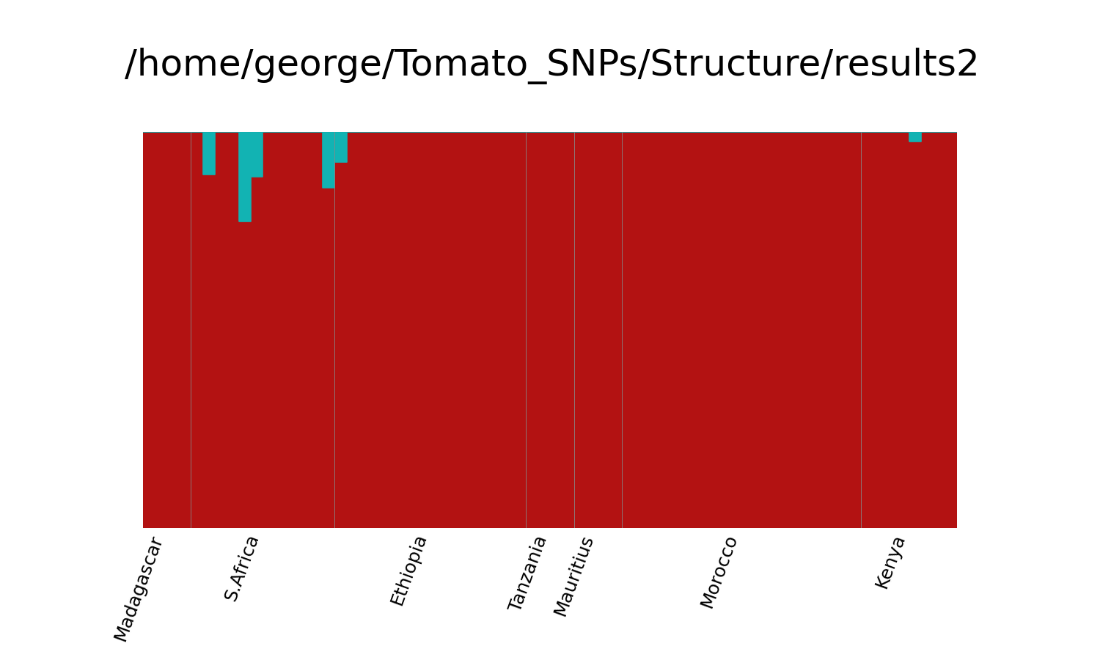 /home/george/Tomato_SNPs/Structure/results2
Madagascar
S.Africa
Ethiopia
Tanzania
Mauritius
Morocco
Kenya